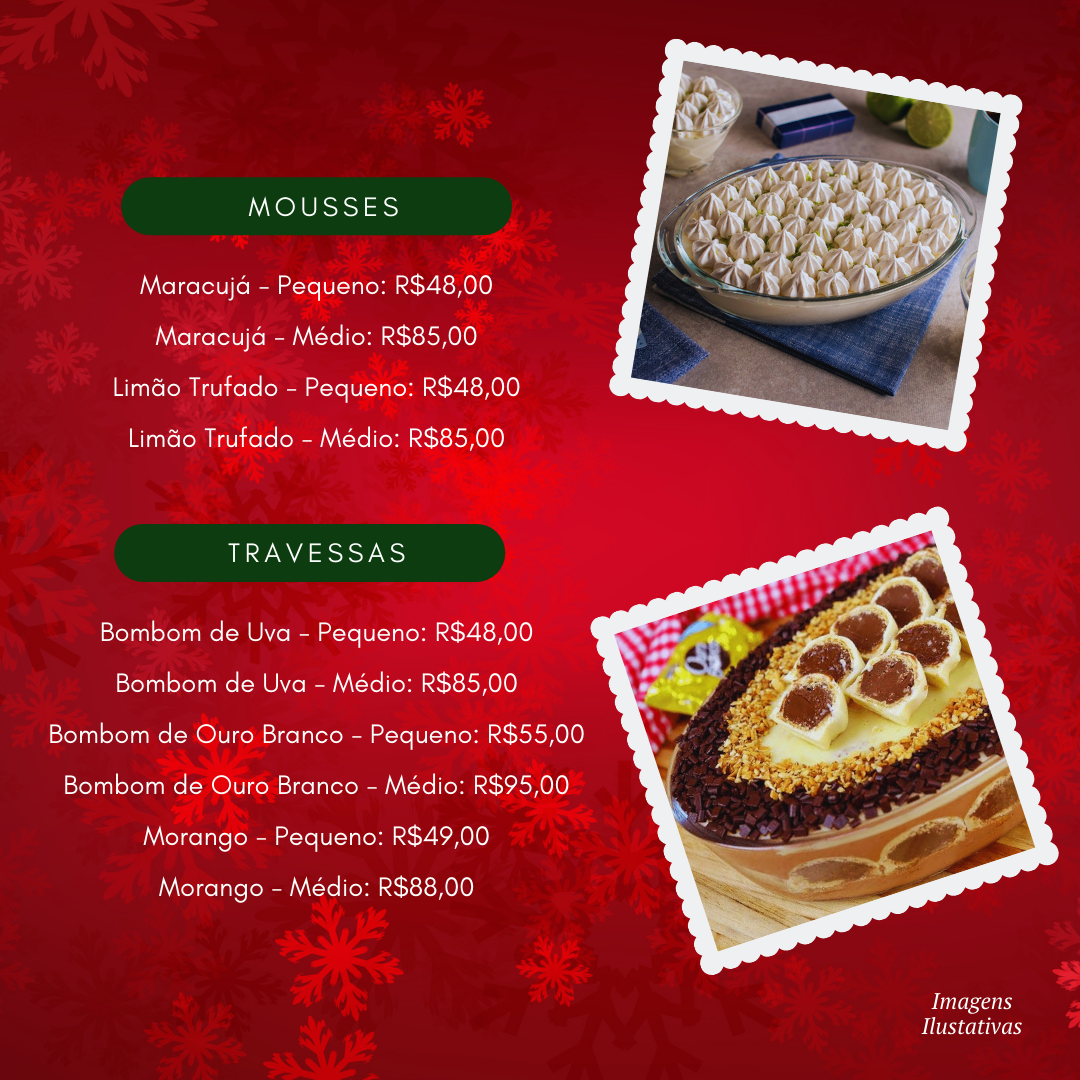 MOUSSES
Maracujá - Pequeno: R$48,00
Maracujá - Médio: R$85,00
Limão Trufado - Pequeno: R$48,00
Limão Trufado - Médio: R$85,00
TRAVESSAS
Bombom de Uva - Pequeno: R$48,00
Bombom de Uva - Médio: R$85,00
Bombom de Ouro Branco - Pequeno: R$55,00
Bombom de Ouro Branco - Médio: R$95,00
Morango - Pequeno: R$49,00
Morango - Médio: R$88,00
Imagens
Ilustativas